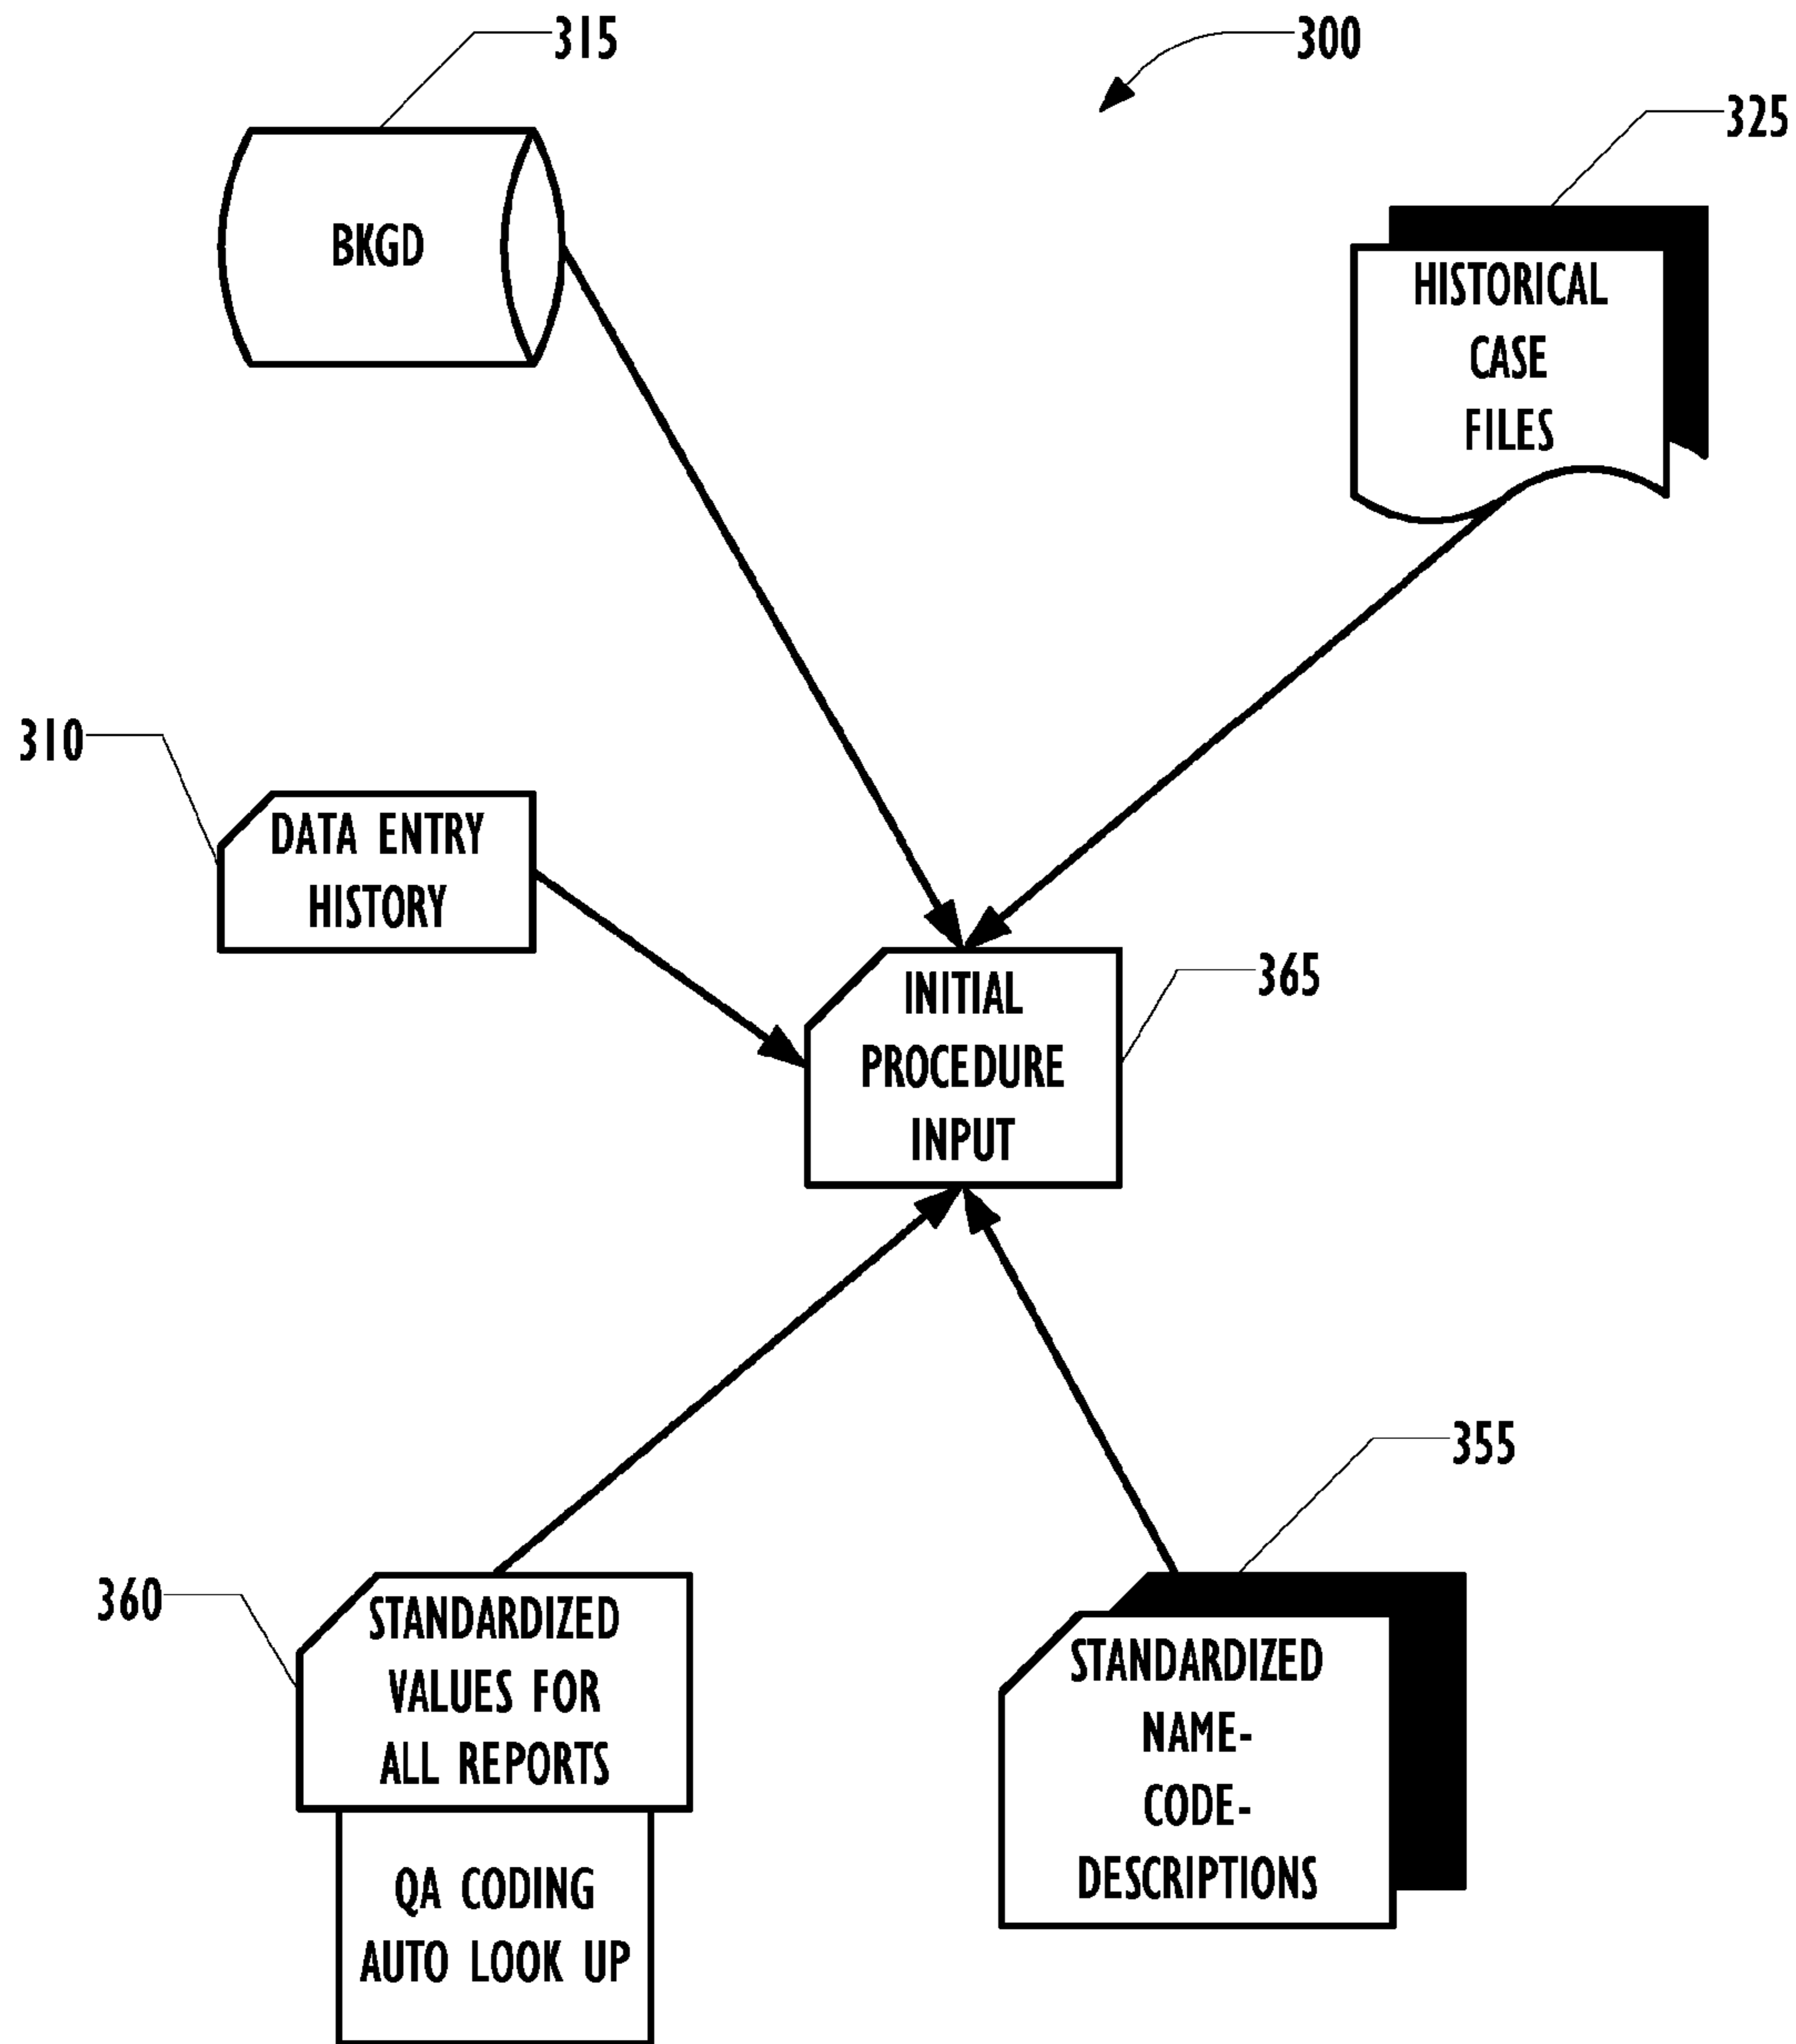 315
300
325
BKGD
HISTORICAL
CASE
FILES
310
DATA ENTRY
HISTORY
INITIAL
PROCEDURE
INPUT
365
355
360
STANDARDIZED
VALUES FOR
ALL REPORTS
STANDARDIZED
NAME-
CODE-
DESCRIPTIONS
QA CODING
AUTO LOOK UP